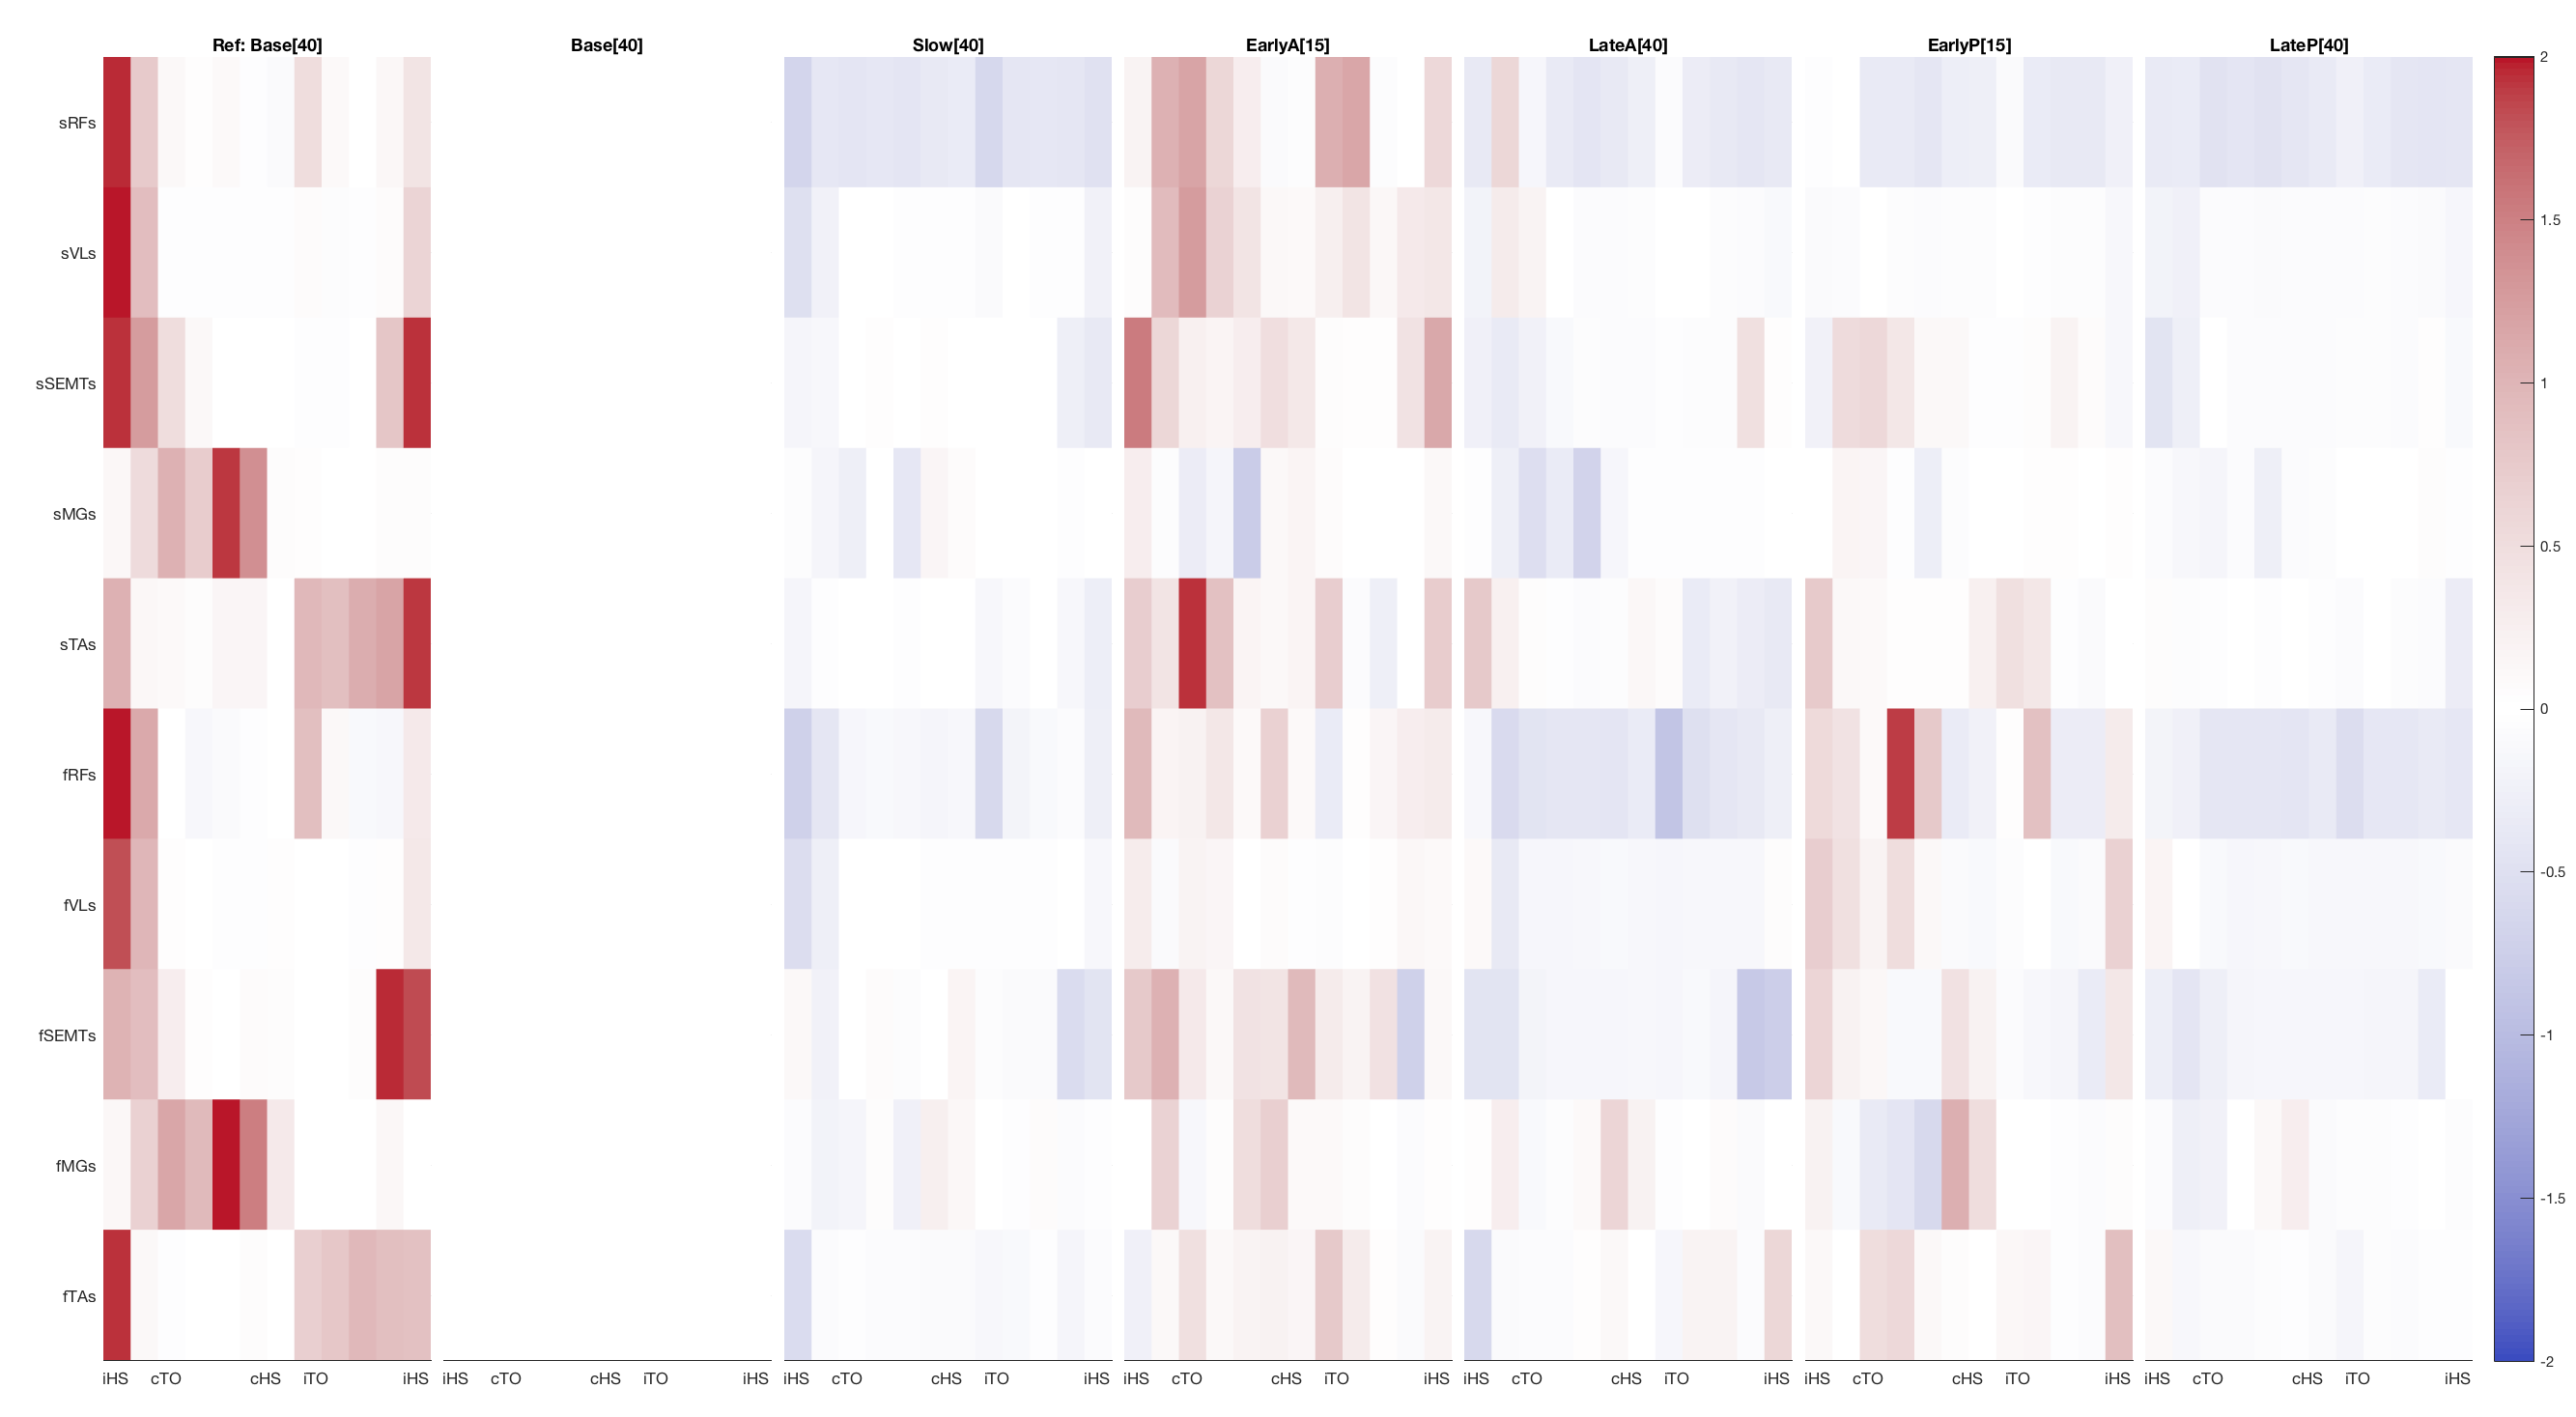 Ref: Base[40] Base[40] Slow[40] EarlyA[15] LateA[40] EarlyP[15] LateP[40]
sRFs
sVLs
sSEMTs
sMGs
sTAs
fRFs
fVLs
fSEMTs
fMGs
fTAs
iHS cTO cHS iTO iHS iHS cTO cHS iTO iHS iHS cTO cHS iTO iHS iHS cTO cHS iTO iHS iHS cTO cHS iTO iHS iHS cTO cHS iTO iHS iHS cTO cHS iTO iHS
2
1.5
1
0.5
0
-0.5
-1
-1.5
-2